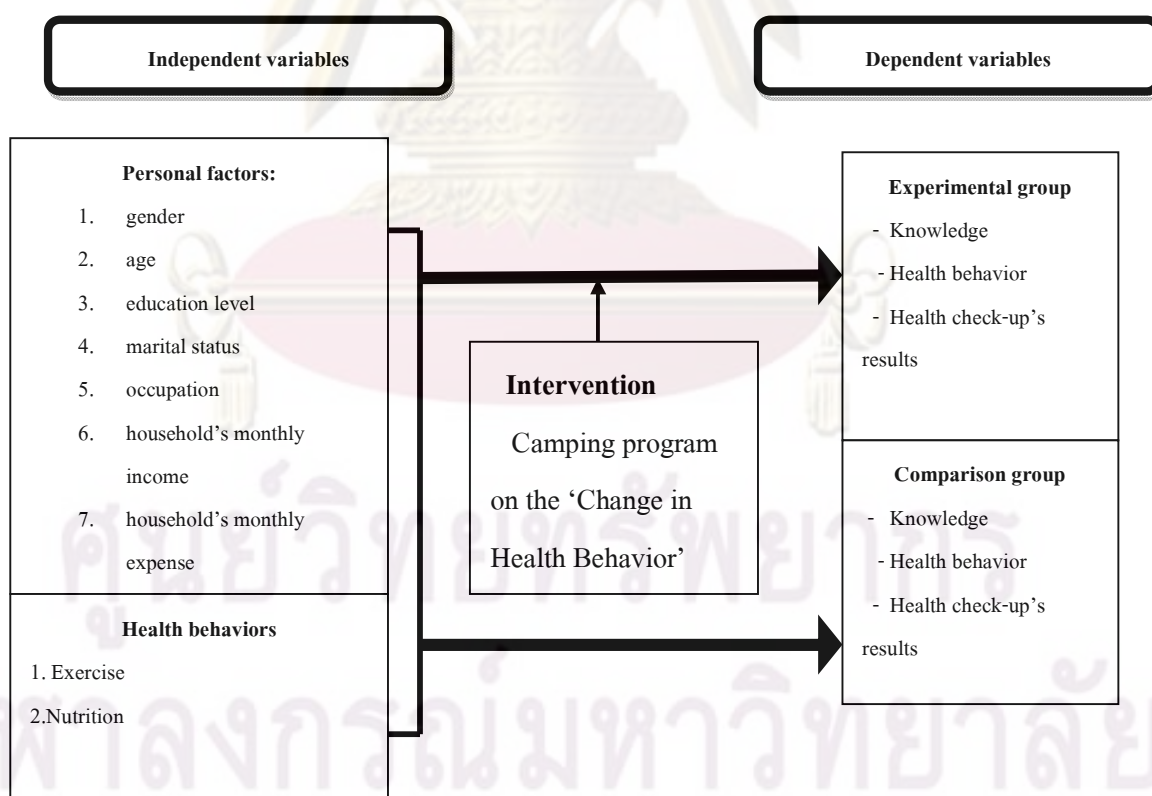 Independent variables
Dependent variables
Personal factors:
1. gender
2. age
3. education level
4. marital status
5. occupation
6. household’s monthly
income
7. household’s monthly
expense
Health behaviors
1. Exercise
2.Nutrition
Intervention
Camping program
on the ‘Change in
Health Behavior’
Experimental group
- Knowledge
- Health behavior
- Health check-up’s
results
Comparison group
- Knowledge
- Health behavior
- Health check-up’s
results
ศูนย์วิทยทรัพยากร
ฬาลงกรณ์มหาวิทยาลัย